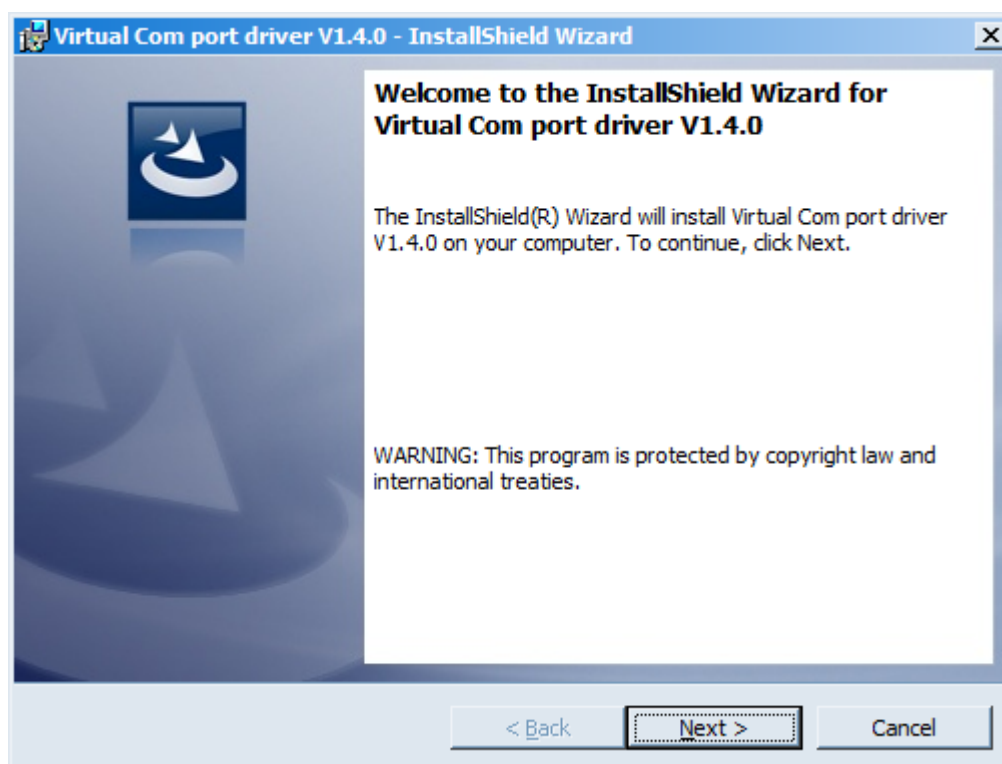 Virtual Com port driver V1.4.0 - InstallShield Wizard
Welcome to the InstallShield Wizard for
Virtual Com port driver V1.4.0
The InstallShield(R) Wizard will install Virtual Com port driver
V1.4.0 on your computer. To continue, click Next.
WARNING: This program is protected by copyright law and
international treaties.
< Back
Next >
Cancel